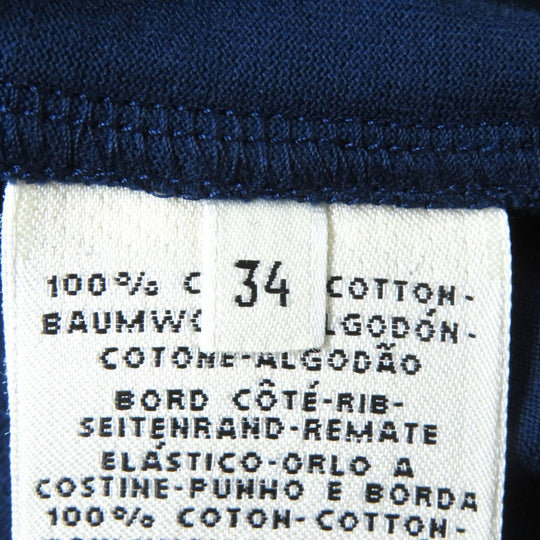 34
100% C COTTON-
BAUMWO LGODÓN-
COTONE-ALGODÃO
BORD CÔTÉ-RIB-
SEITENRAND-REMATE
ELÁSTICO-ORLO A
COSTINE-PUNHO E BORDA
100% COTON-COTTON-